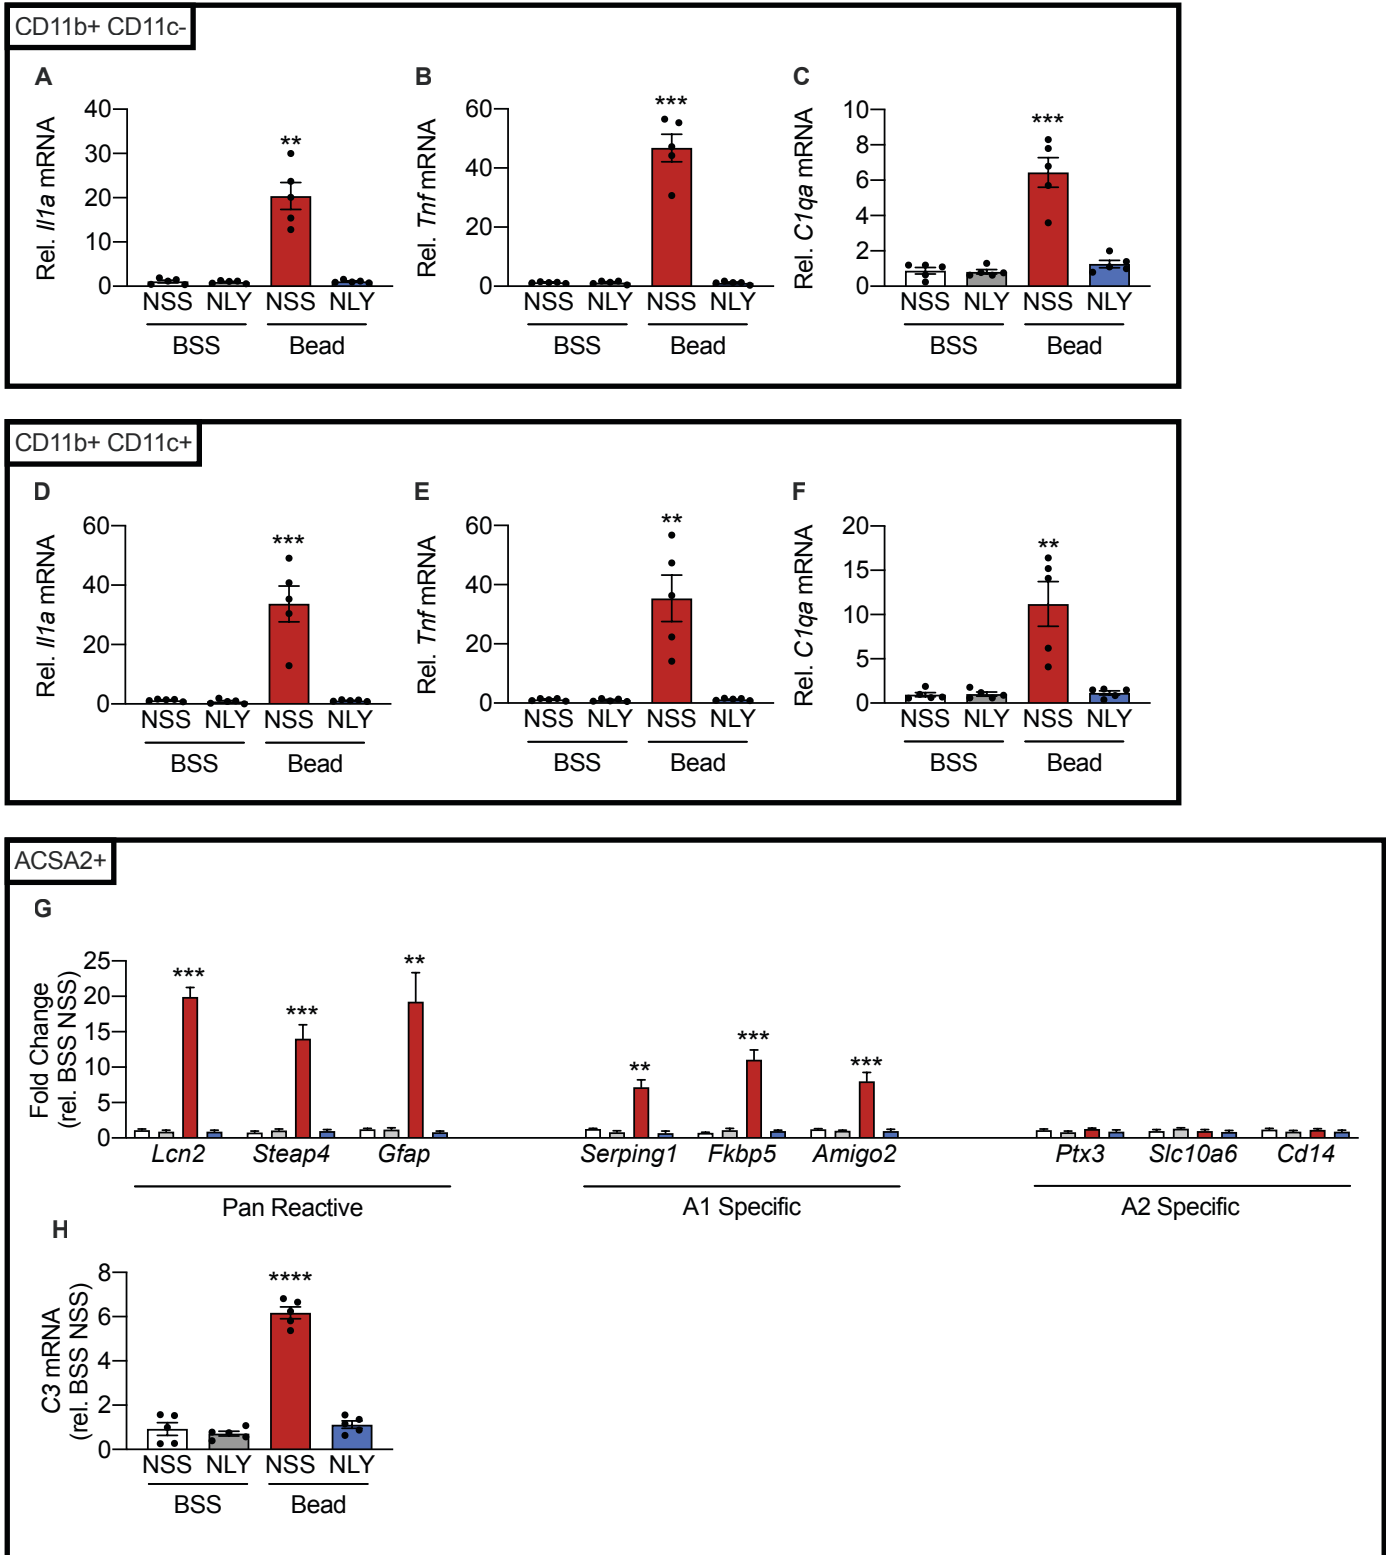 CD11b+ CD11c-
A
B
C
Rel. Il1a mRNA
40
30
20
10
0
**
NSS NLY NSS NLY
BSS Bead
Rel. Tnf mRNA
60
40
20
0
***
NSS NLY NSS NLY
BSS Bead
Rel. C1qa mRNA
10
8
6
4
2
0
***
NSS NLY NSS NLY
BSS Bead
CD11b+ CD11c+
D
E
F
Rel. Il1a mRNA
60
40
20
0
***
NSS NLY NSS NLY
BSS Bead
Rel. Tnf mRNA
60
40
20
0
**
NSS NLY NSS NLY
BSS Bead
Rel. C1qa mRNA
20
15
10
5
0
**
NSS NLY NSS NLY
BSS Bead
ACSA2+
G
Fold Change
(rel. BSS NSS)
25
20
15
10
5
0
*** *** ** ** *** ***
Lcn2 Steap4 Gfap Serping1 Fkbp5 Amigo2 Ptx3 Slc10a6 Cd14
Pan Reactive A1 Specific A2 Specific
H
C3 mRNA
(rel. BSS NSS)
8
6
4
2
0
****
NSS NLY NSS NLY
BSS Bead